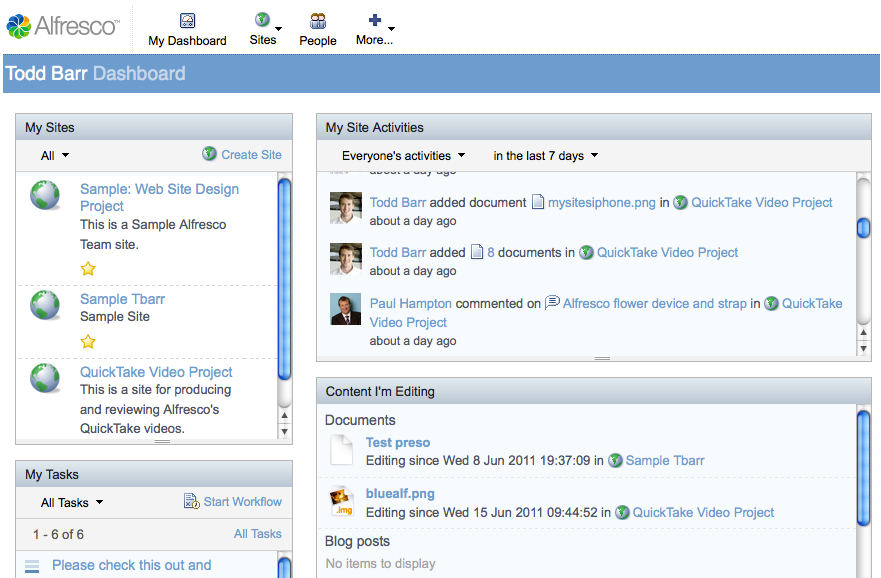 Alfresco™
My Dashboard
Sites
People
More...
Todd Barr Dashboard
My Sites
All
Create Site
Sample: Web Site Design
Project
This is a Sample Alfresco
Team site.
Sample Tbarr
Sample Site
QuickTake Video Project
This is a site for producing
and reviewing Alfresco's
QuickTake videos.
My Tasks
All Tasks
Start Workflow
1 - 6 of 6
All Tasks
Please check this out and
My Site Activities
Everyone's activities
in the last 7 days
about a day ago
Todd Barr added document mysitesiphone.png in QuickTake Video Project
about a day ago
Todd Barr added 8 documents in QuickTake Video Project
about a day ago
Paul Hampton commented on Alfresco flower device and strap in QuickTake
Video Project
about a day ago
Content I'm Editing
Documents
Test preso
Editing since Wed 8 Jun 2011 19:37:09 in Sample Tbarr
.img
bluealf.png
Editing since Wed 15 Jun 2011 09:44:52 in QuickTake Video Project
Blog posts
No items to display